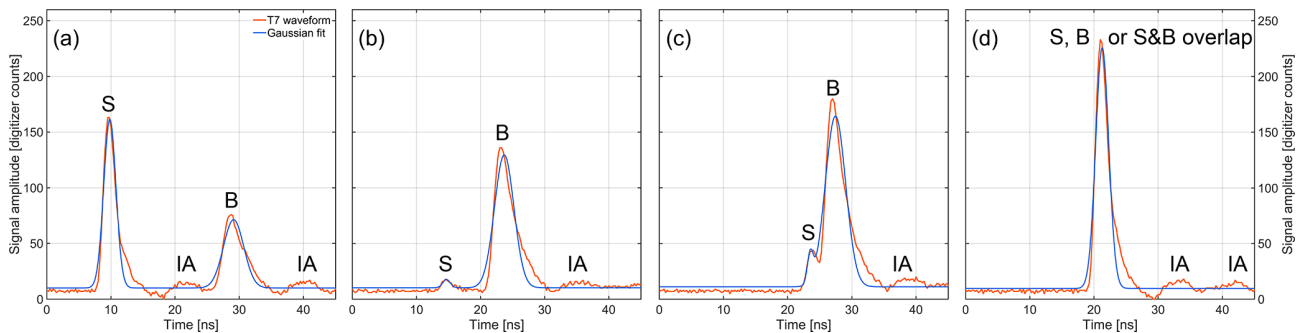 (a)
T7 waveform
Gaussian fit
S
B
IA
IA
Signal amplitude [digitizer counts]
250
200
150
100
50
0
0 10 20 30 40
Time [ns]
(b)
S
B
IA
0 10 20 30 40
Time [ns]
(c)
S
B
IA
0 10 20 30 40
Time [ns]
(d)
S, B or S&B overlap
IA
IA
0 10 20 30 40
Time [ns]
250
200
150
100
50
0
Signal amplitude [digitizer counts]